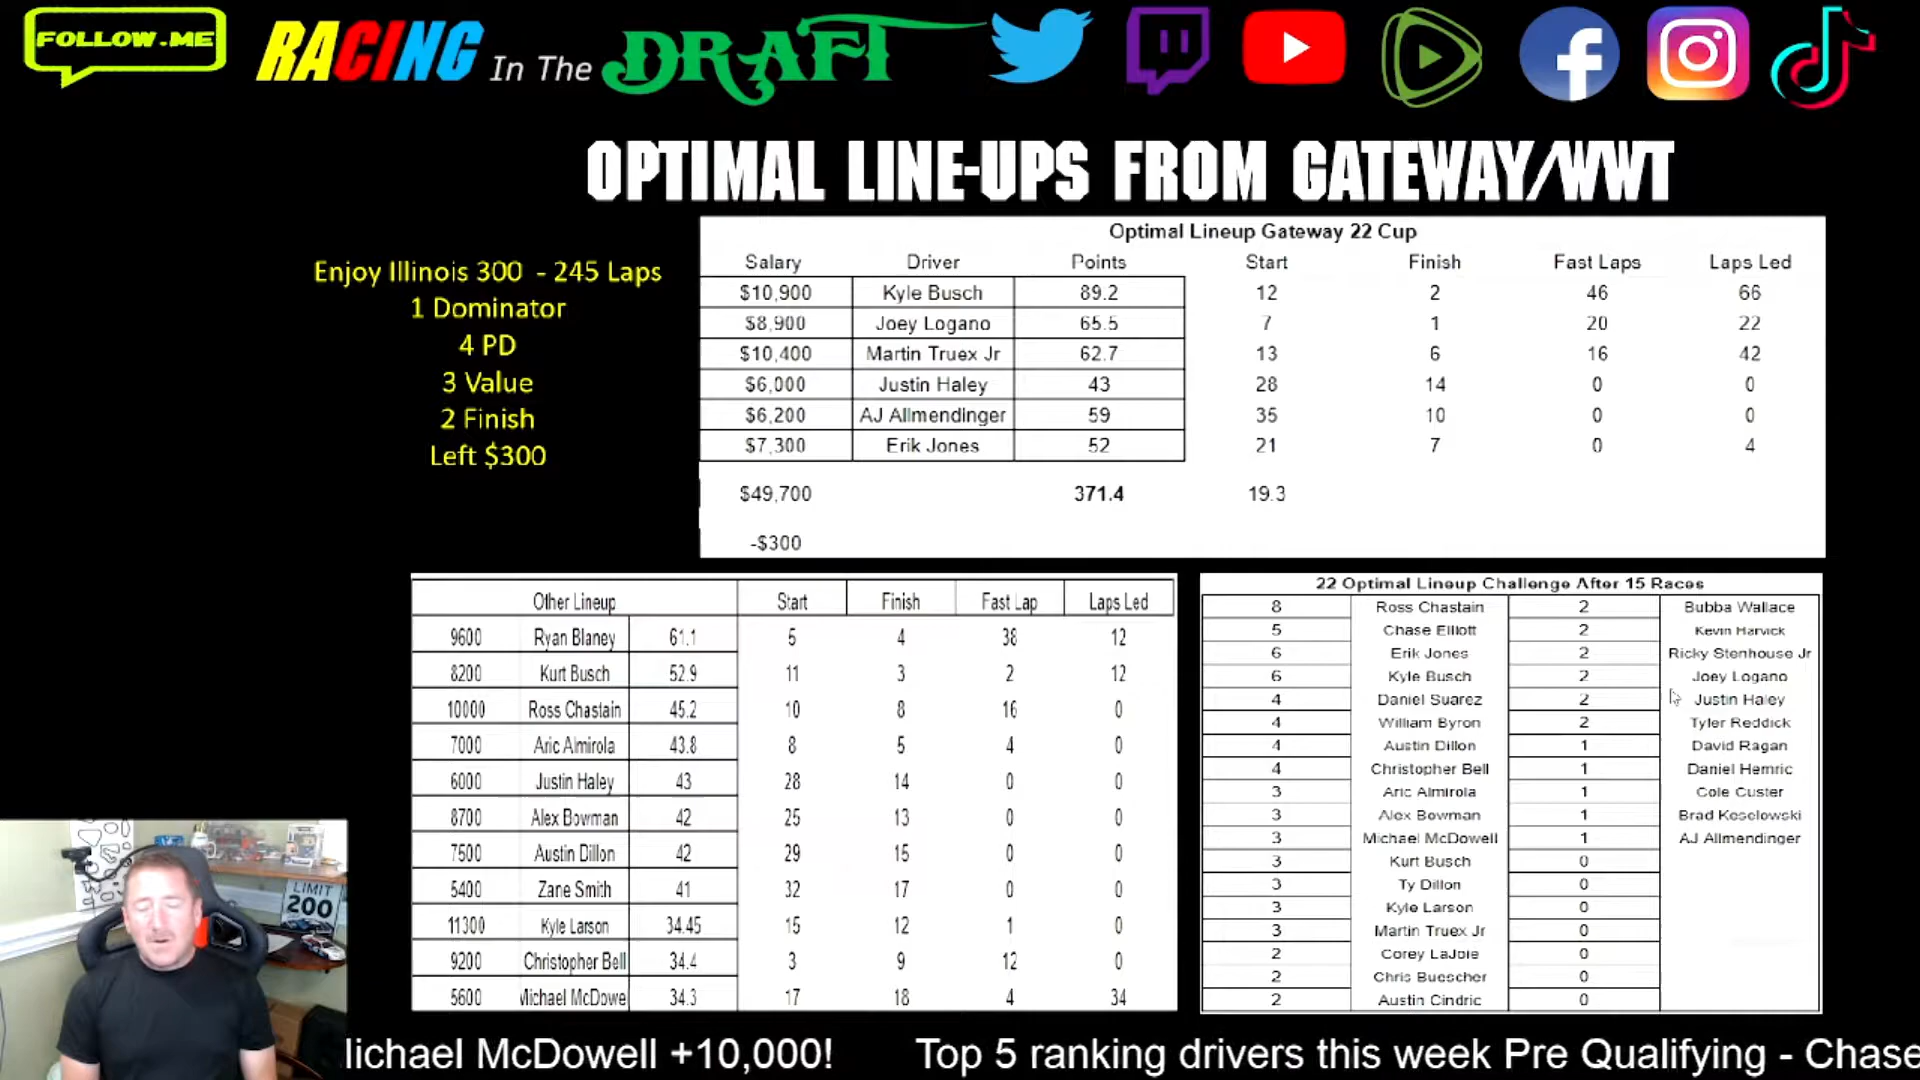 FOLLOW.ME
RACING In The DRAFT
OPTIMAL LINE-UPS FROM GATEWAY/WWT
Enjoy Illinois 300 - 245 Laps
1 Dominator
4 PD
3 Value
2 Finish
Left $300
Optimal Lineup Gateway 22 Cup
Salary Driver Points Start Finish Fast Laps Laps Led
$10,900 Kyle Busch 89.2 12 2 46 66
$8,900 Joey Logano 65.5 7 1 20 22
$10,400 Martin Truex Jr 62.7 13 6 16 42
$6,000 Justin Haley 43 28 14 0 0
$6,200 AJ Allmendinger 59 35 10 0 0
$7,300 Erik Jones 52 21 7 0 4
$49,700 371.4 19.3
-$300
Other Lineup Start Finish Fast Lap Laps Led
9600 Ryan Blaney 61.1 5 4 38 12
8200 Kurt Busch 52.9 11 3 2 12
10000 Ross Chastain 45.2 10 8 16 0
7000 Aric Almirola 43.8 8 5 4 0
6000 Justin Haley 43 28 14 0 0
8700 Alex Bowman 42 25 13 0 0
7500 Austin Dillon 42 29 15 0 0
5400 Zane Smith 41 32 17 0 0
11300 Kyle Larson 34.45 15 12 1 0
9200 Christopher Bell 34.4 3 9 12 0
5600 Michael McDowe 34.3 17 18 4 34
22 Optimal Lineup Challenge After 15 Races
8 Ross Chastain 2 Bubba Wallace
5 Chase Elliott 2 Kevin Harvick
6 Erik Jones 2 Ricky Stenhouse Jr
6 Kyle Busch 2 Joey Logano
4 Daniel Suarez 2 Justin Haley
4 William Byron 2 Tyler Reddick
4 Austin Dillon 1 David Ragan
4 Christopher Bell 1 Daniel Hemric
3 Aric Almirola 1 Cole Custer
3 Alex Bowman 1 Brad Keselowski
3 Michael McDowell 1 AJ Allmendinger
3 Kurt Busch 0
3 Ty Dillon 0
3 Kyle Larson 0
3 Martin Truex Jr 0
2 Corey LaJoie 0
2 Chris Buescher 0
2 Austin Cindric 0
LIMIT
200
lichael McDowell +10,000! Top 5 ranking drivers this week Pre Qualifying - Chase